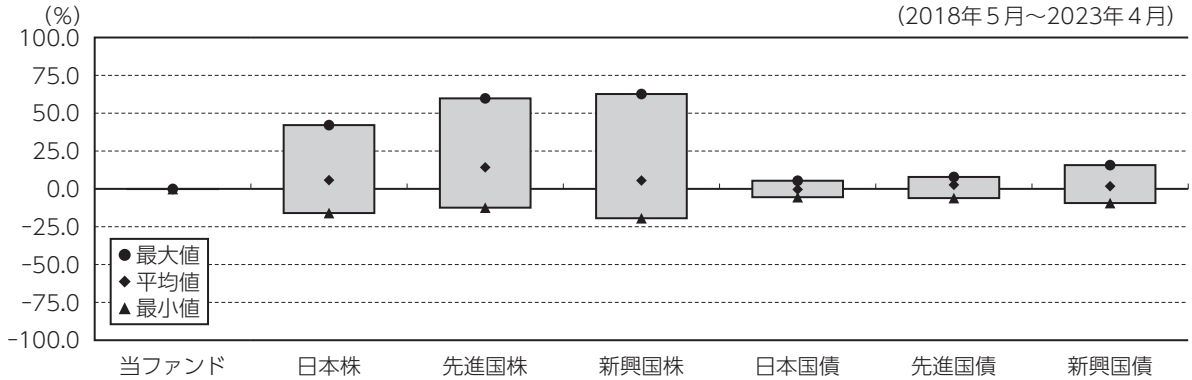 (%)
(2018年5月～2023年4月)
100.0
75.0
50.0
25.0
0.0
-25.0
-50.0
-75.0
-100.0
●最大値
◆平均値
▲最小値
当ファンド 日本株 先進国株 新興国株 日本国債 先進国債 新興国債